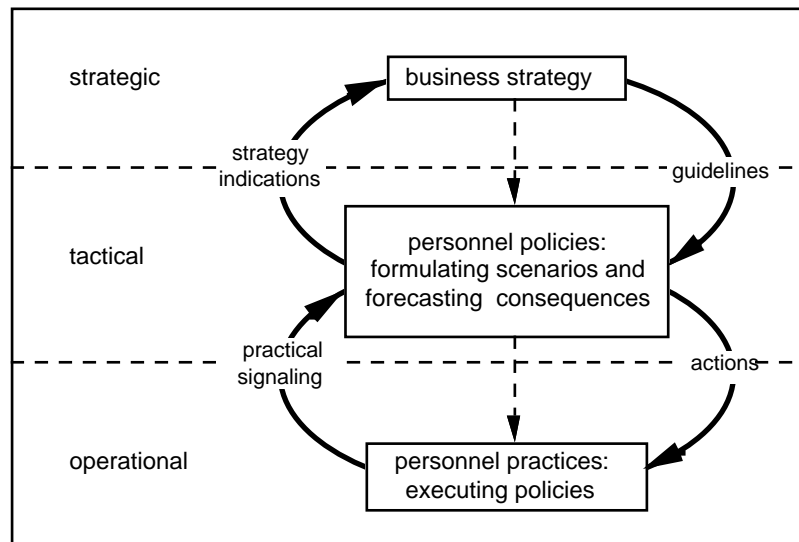 strategic
business strategy
strategy
indications
guidelines
tactical
personnel policies:
formulating scenarios and
forecasting consequences
practical
signaling
actions
operational
personnel practices:
executing policies